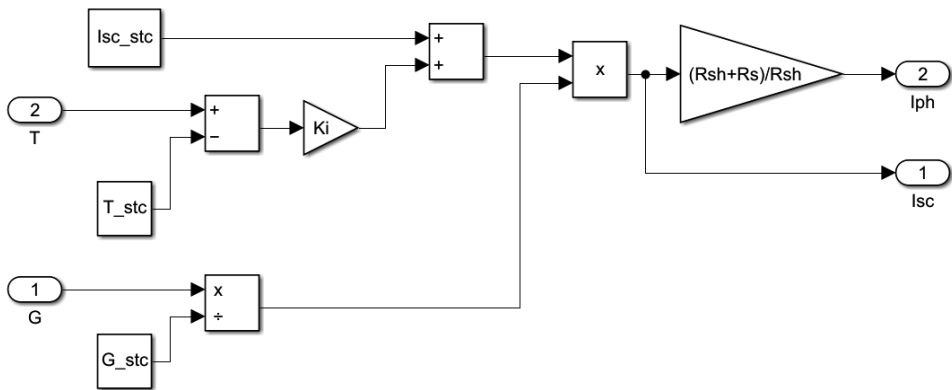 Isc_stc
+
+
x
(Rsh+Rs)/Rsh
2
Iph
2
T
+
−
Ki
T_stc
1
Isc
1
G
x
÷
G_stc